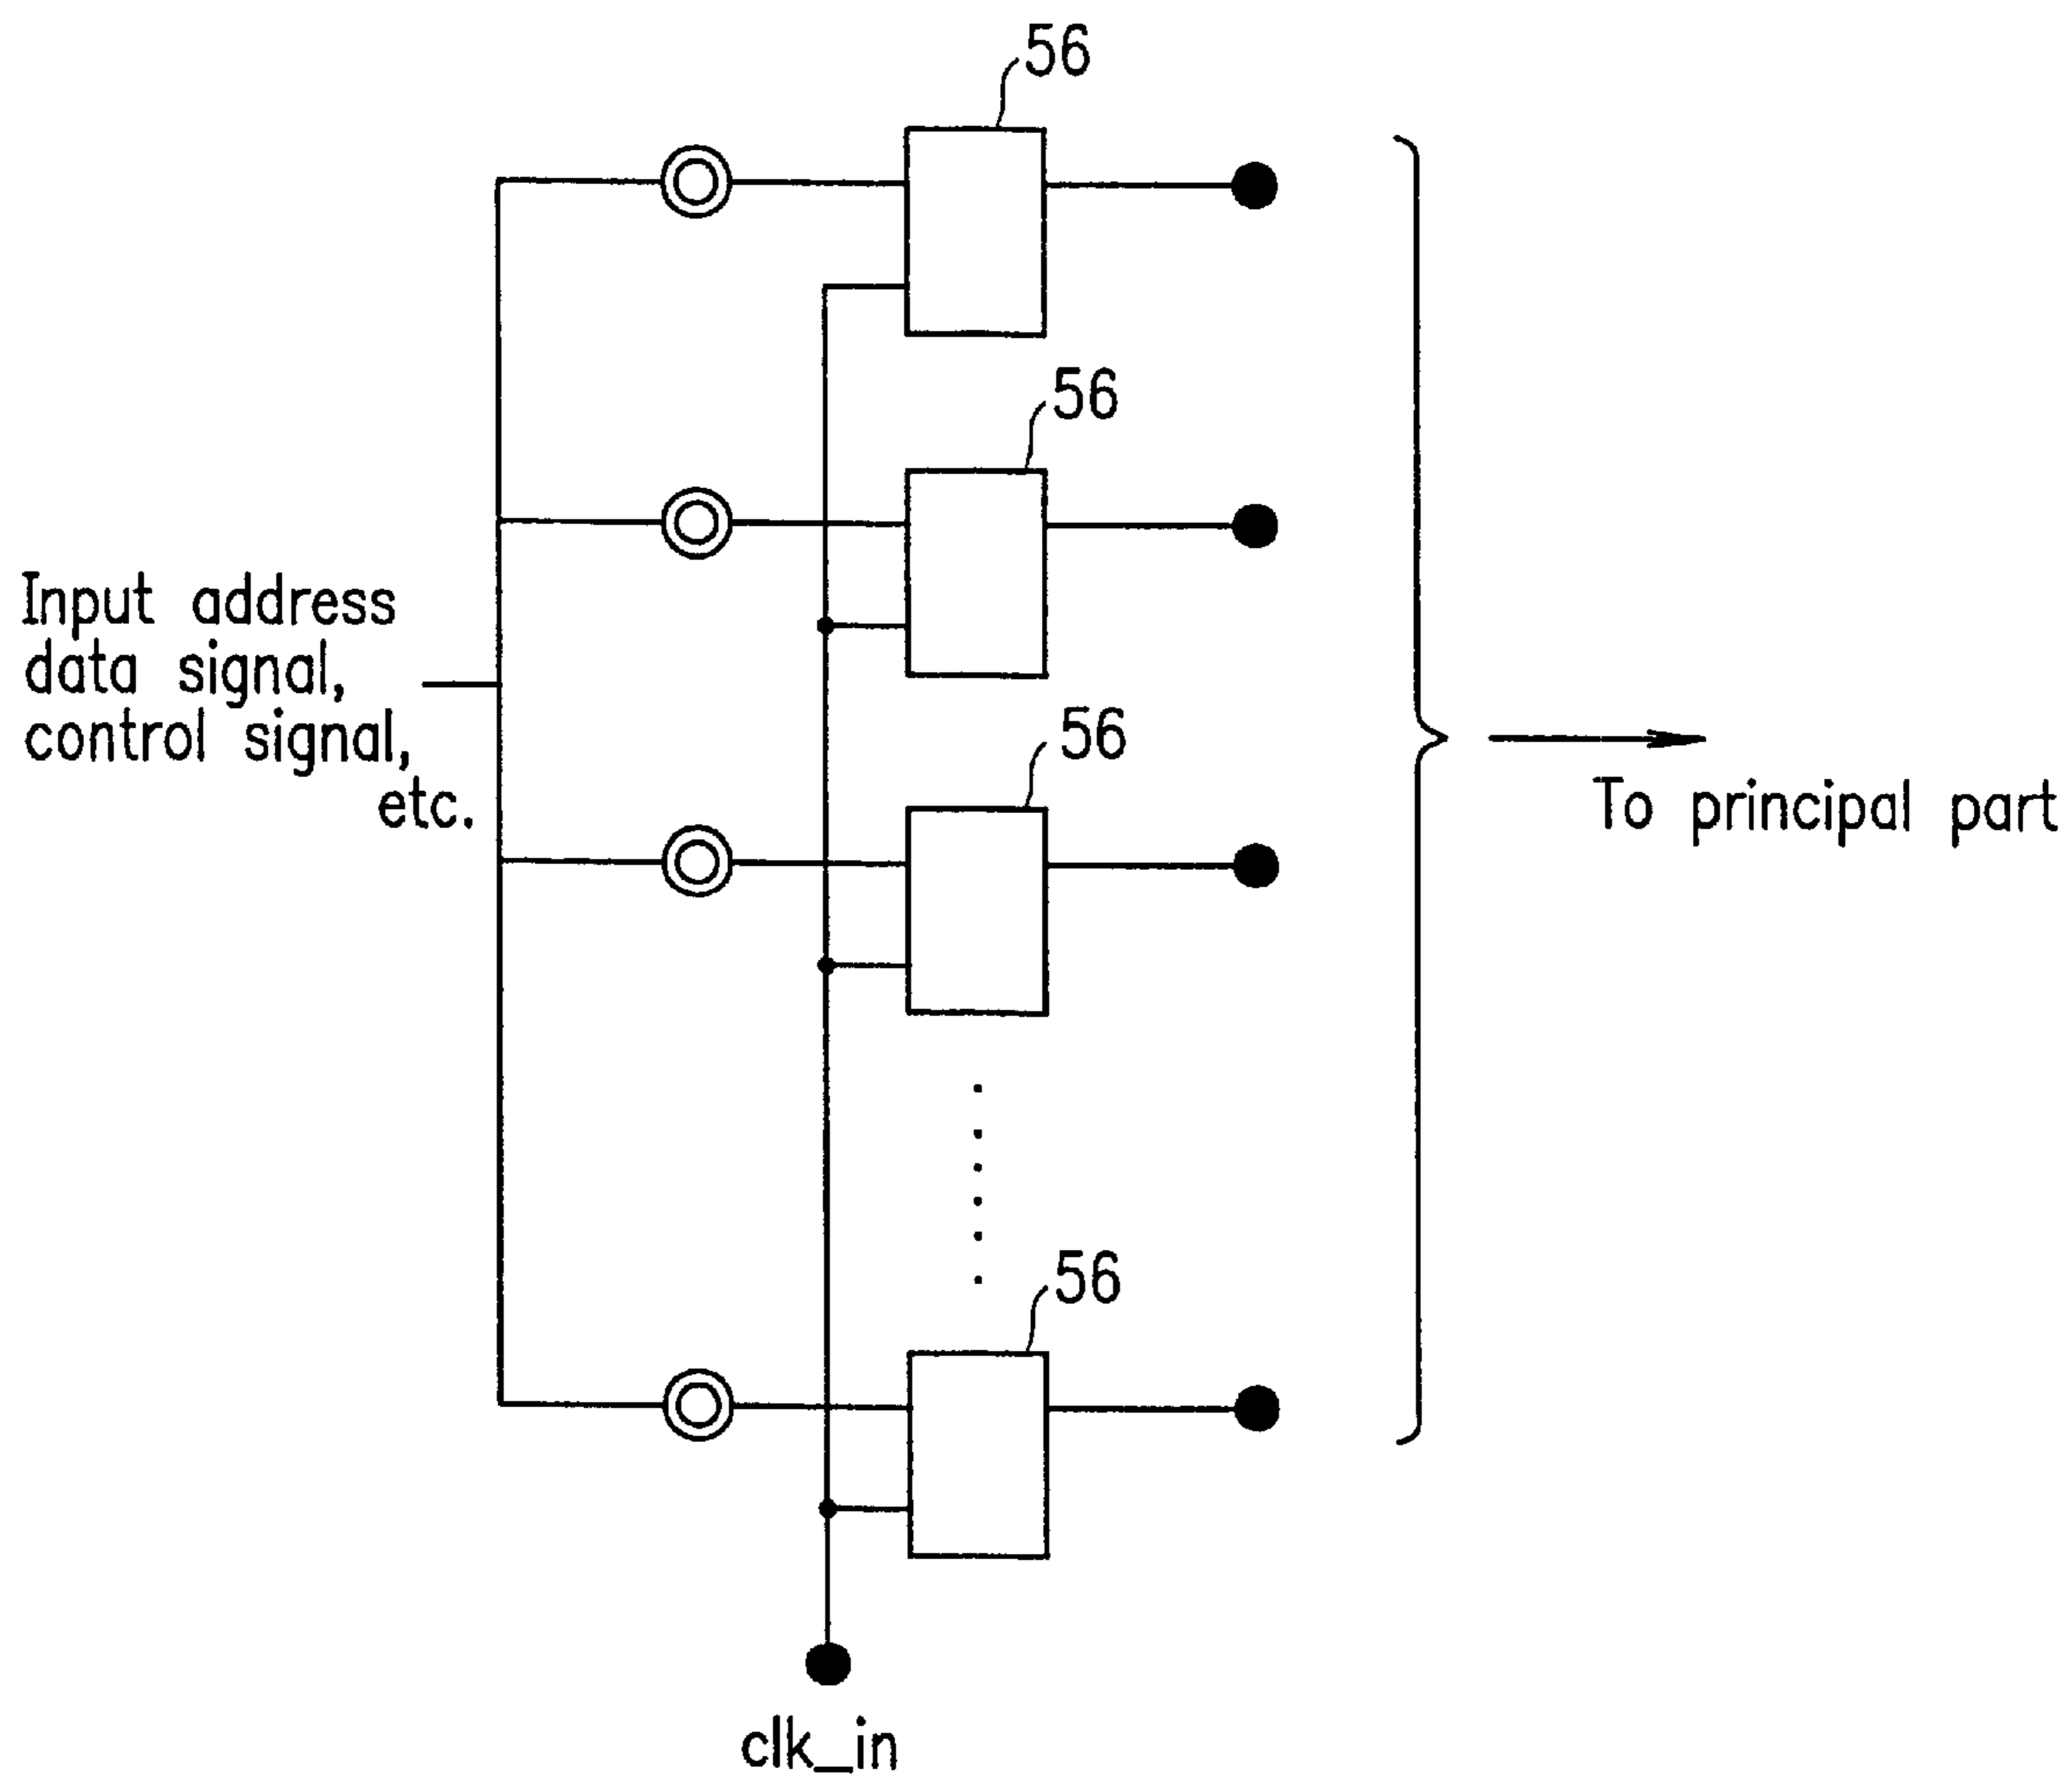 56
56
Input address
data signal,
control signal,
etc.
56
To principal part
56
clk_in